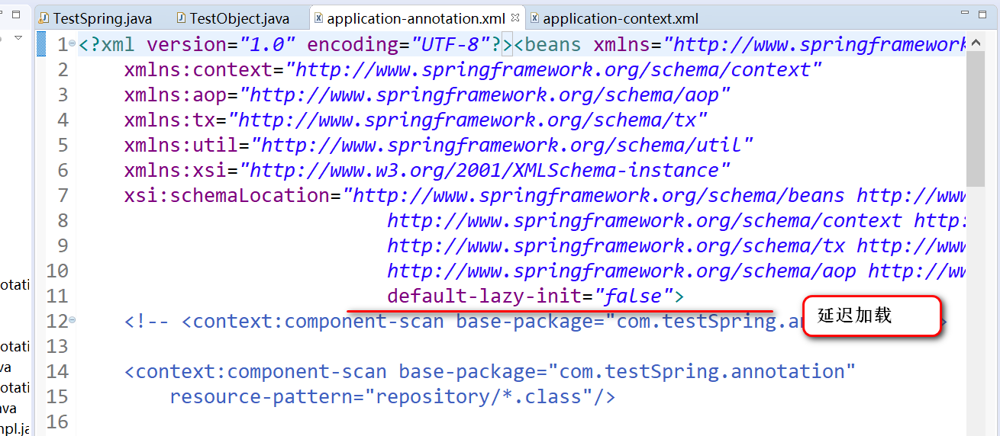 TestSpring.java TestObject.java application-annotation.xml application-context.xml
1 <?xml version="1.0" encoding="UTF-8"?><beans xmlns="http://www.springframework
2 xmlns:context="http://www.springframework.org/schema/context"
3 xmlns:aop="http://www.springframework.org/schema/aop"
4 xmlns:tx="http://www.springframework.org/schema/tx"
5 xmlns:util="http://www.springframework.org/schema/util"
6 xmlns:xsi="http://www.w3.org/2001/XMLSchema-instance"
7 xsi:schemaLocation="http://www.springframework.org/schema/beans http://www
8 http://www.springframework.org/schema/context http:
9 http://www.springframework.org/schema/tx http://www
10 http://www.springframework.org/schema/aop http://ww
otati
11 default-lazy-init="false">
延迟加载
12 <!-- <context:component-scan base-package="com.testSpring.an
13
otati
va
14 <context:component-scan base-package="com.testSpring.annotation"
otati
15 resource-pattern="repository/*.class"/>
ava
16
npl.ja